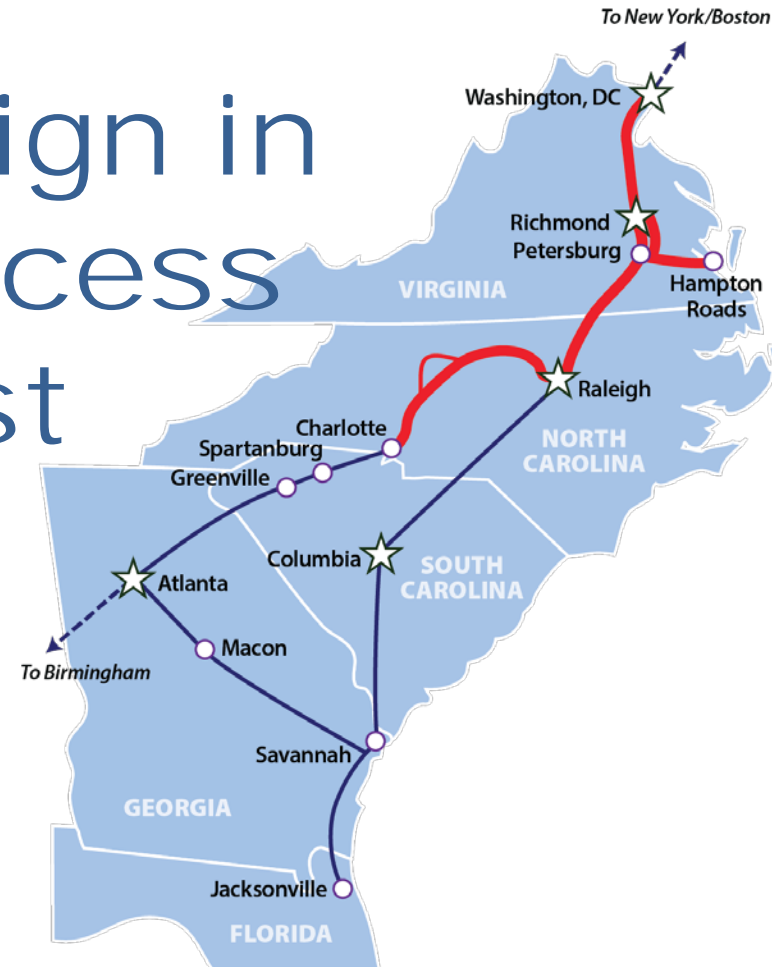 To New York/Boston
ign in
cess
st
Washington, DC
Richmond
Petersburg
Hampton
Roads
VIRGINIA
Raleigh
NORTH
CAROLINA
Charlotte
Spartanburg
Greenville
Columbia
SOUTH
CAROLINA
Atlanta
To Birmingham
Macon
Savannah
GEORGIA
Jacksonville
FLORIDA